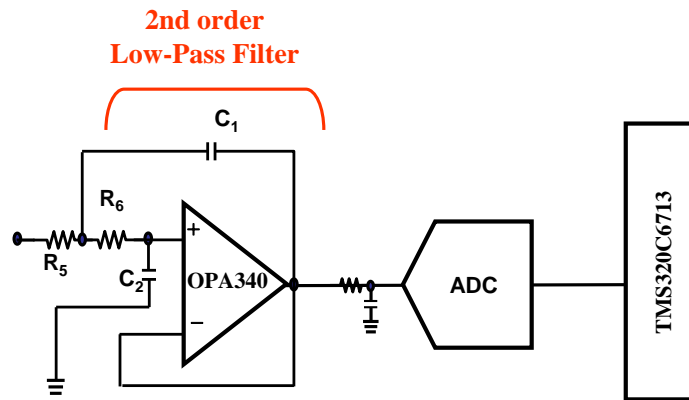 2nd order
Low-Pass Filter
C1
R6
R5
C2
+
OPA340
−
ADC
TMS320C6713